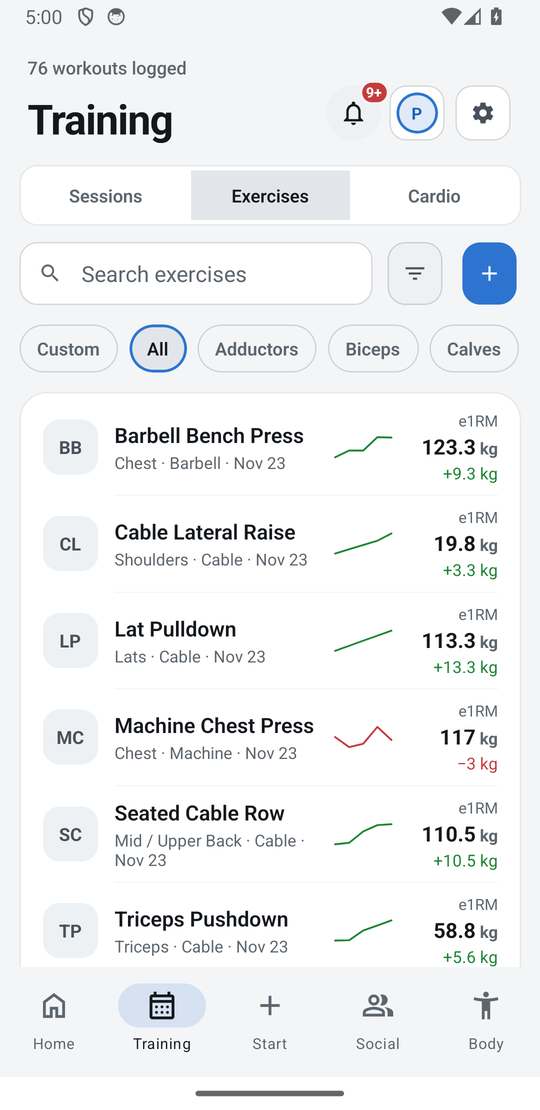 5:00
76 workouts logged
Training
9+
P
Sessions
Exercises
Cardio
Search exercises
Custom
All
Adductors
Biceps
Calves
BB
Barbell Bench Press
Chest · Barbell · Nov 23
e1RM
123.3 kg
+9.3 kg
CL
Cable Lateral Raise
Shoulders · Cable · Nov 23
e1RM
19.8 kg
+3.3 kg
LP
Lat Pulldown
Lats · Cable · Nov 23
e1RM
113.3 kg
+13.3 kg
MC
Machine Chest Press
Chest · Machine · Nov 23
e1RM
117 kg
−3 kg
SC
Seated Cable Row
Mid / Upper Back · Cable ·
Nov 23
e1RM
110.5 kg
+10.5 kg
TP
Triceps Pushdown
Triceps · Cable · Nov 23
e1RM
58.8 kg
+5.6 kg
Home
Training
Start
Social
Body